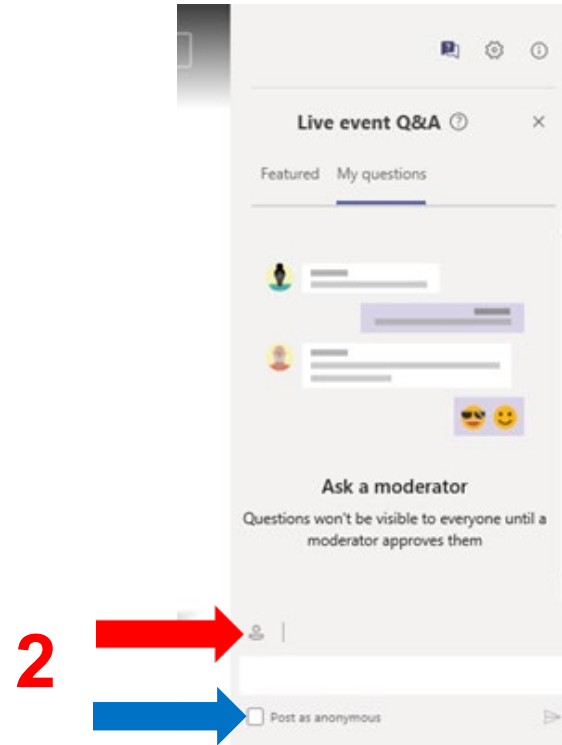 Live event Q&A
Featured My questions
Ask a moderator
Questions won't be visible to everyone until a
moderator approves them
2
Post as anonymous